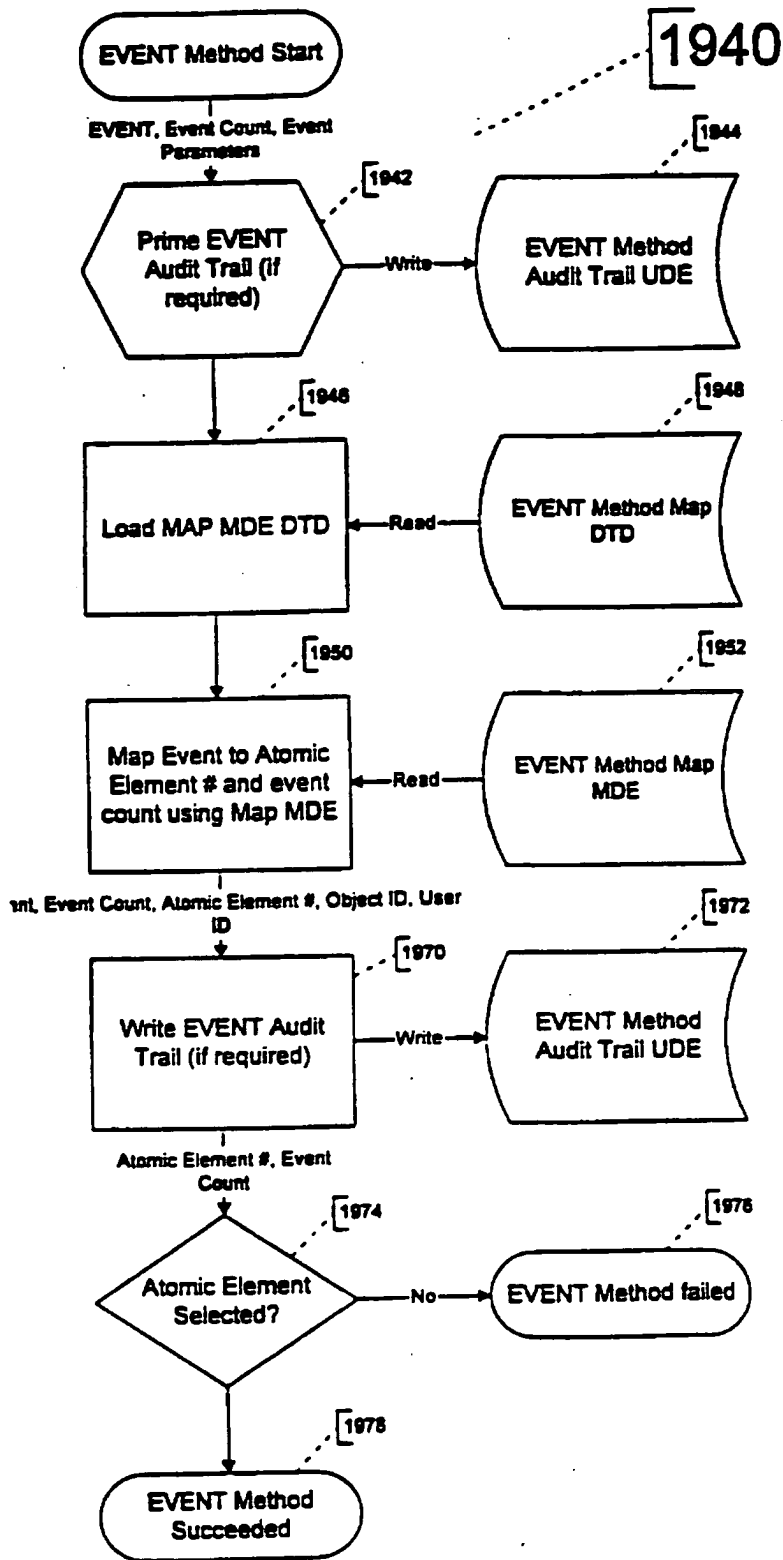 EVENT Method Start
1940
EVENT, Event Count, Event
Parameters
1942
1944
Prime EVENT
Audit Trail (if
required)
Write
EVENT Method
Audit Trail UDE
1946
1948
Load MAP MDE DTD
Read
EVENT Method Map
DTD
1950
1952
Map Event to Atomic
Element # and event
count using Map MDE
Read
EVENT Method Map
MDE
Event Count, Atomic Element #, Object ID, User
ID
1970
1972
Write EVENT Audit
Trail (if required)
Write
EVENT Method
Audit Trail UDE
Atomic Element #, Event
Count
1974
1976
Atomic Element
Selected?
No
EVENT Method failed
1978
EVENT Method
Succeeded